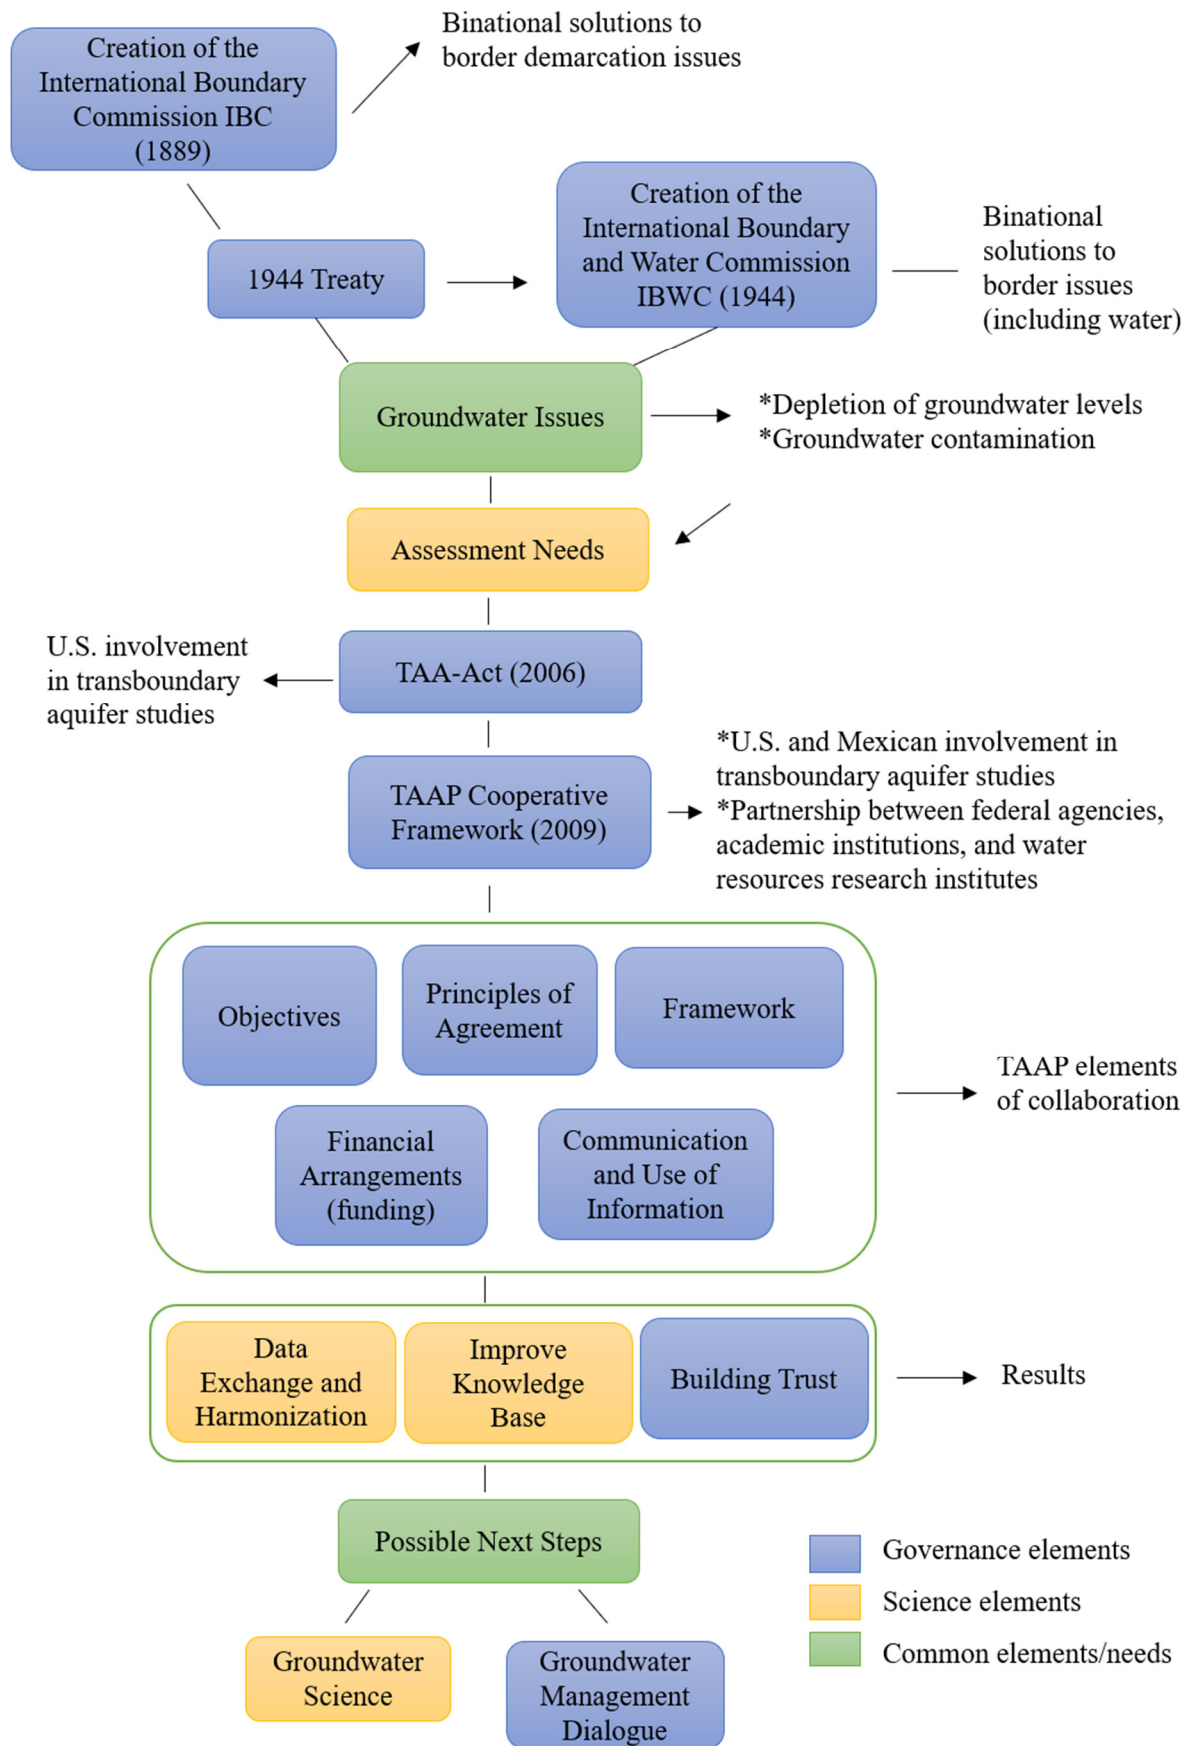 Creation of the
International Boundary
Commission IBC
(1889)
Binational solutions to
border demarcation issues
1944 Treaty
Creation of the
International Boundary
and Water Commission
IBWC (1944)
Binational
solutions to
border issues
(including water)
Groundwater Issues
*Depletion of groundwater levels
*Groundwater contamination
Assessment Needs
U.S. involvement
in transboundary
aquifer studies
TAA-Act (2006)
TAAP Cooperative
Framework (2009)
*U.S. and Mexican involvement in
transboundary aquifer studies
*Partnership between federal agencies,
academic institutions, and water
resources research institutes
Objectives
Principles of
Agreement
Framework
Financial
Arrangements
(funding)
Communication
and Use of
Information
TAAP elements
of collaboration
Data
Exchange and
Harmonization
Improve
Knowledge
Base
Building Trust
Results
Possible Next Steps
Groundwater
Science
Groundwater
Management
Dialogue
Governance elements
Science elements
Common elements/needs